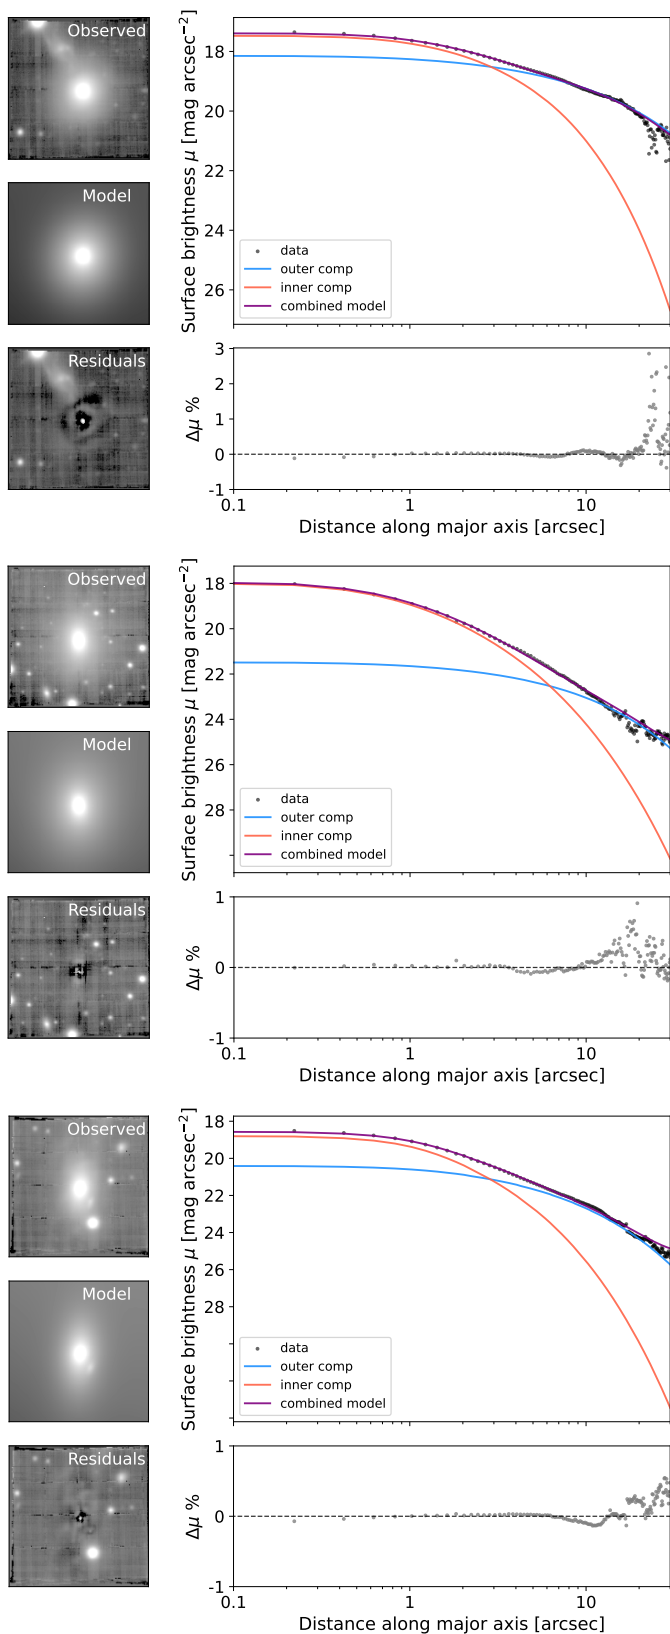 Observed
Model
Residuals
Surface brightness μ [mag arcsec−2]
18
20
22
24
26
data
outer comp
inner comp
combined model
Δμ %
3
2
1
0
-1
0.1
1
10
Distance along major axis [arcsec]
Observed
Model
Residuals
Surface brightness μ [mag arcsec−2]
18
20
22
24
26
28
data
outer comp
inner comp
combined model
Δμ %
1
0
-1
0.1
1
10
Distance along major axis [arcsec]
Observed
Model
Residuals
Surface brightness μ [mag arcsec−2]
18
20
22
24
26
28
data
outer comp
inner comp
combined model
Δμ %
1
0
-1
0.1
1
10
Distance along major axis [arcsec]